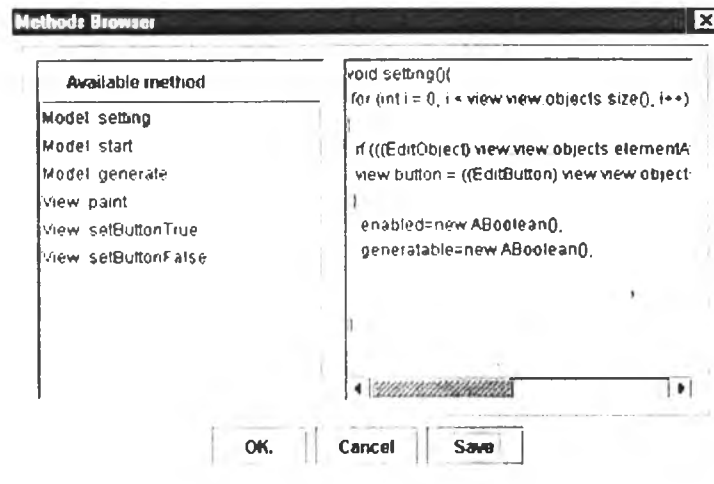 Methods Browser
Available method
Model setting
Model start
Model generate
View paint
View setButtonTrue
View setButtonFalse
void setting(){
for (int i = 0, i < view view.objects size(), i++)
{
if (((EditObject) view.view objects elementA
view button = ((EditButton) view view object
}
enabled=new ABoolean(),
generatable=new ABoolean(),
}
OK.
Cancel
Save